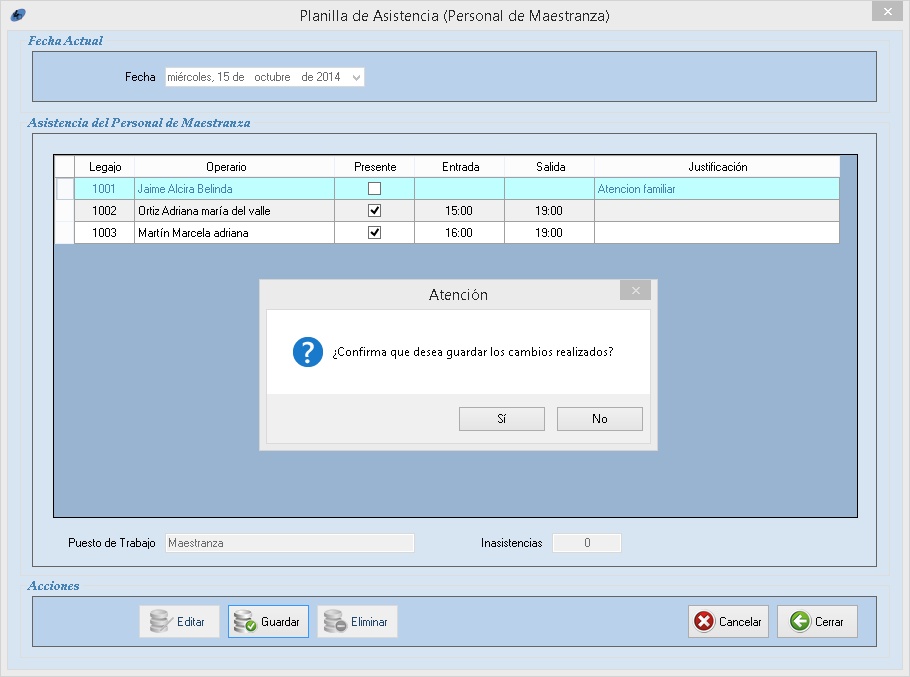 Planilla de Asistencia (Personal de Maestranza)
Fecha Actual
Fecha miércoles, 15 de octubre de 2014
Asistencia del Personal de Maestranza
Legajo Operario Presente Entrada Salida Justificación
1001 Jaime Alcira Belinda Atencion familiar
1002 Ortiz Adriana maría del valle 15:00 19:00
1003 Martín Marcela adriana 16:00 19:00
Atención
¿Confirma que desea guardar los cambios realizados?
Sí No
Puesto de Trabajo Maestranza Inasistencias 0
Acciones
Editar Guardar Eliminar Cancelar Cerrar